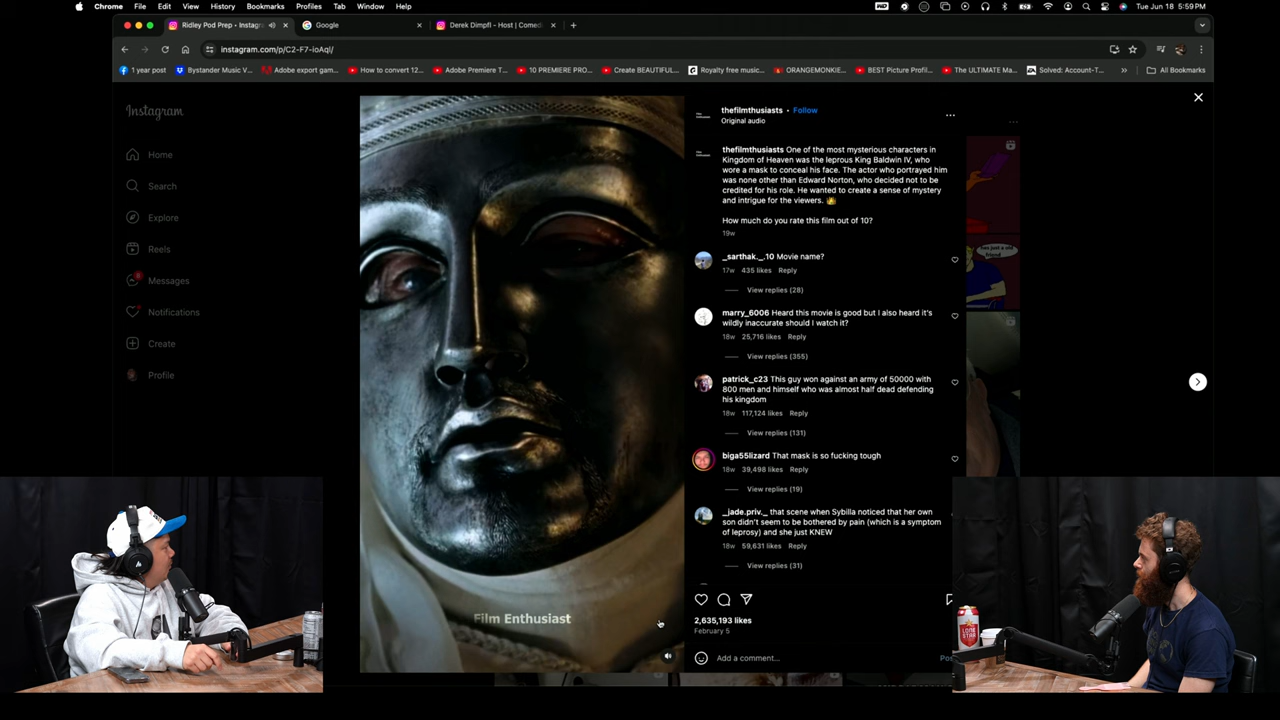 Chrome File Edit View History Bookmarks Profiles Tab Window Help
Tue Jun 18 5:59 PM
Ridley Pod Prep • Instagra
Google
Derek Dimpfl - Host | Comed
instagram.com/p/C2-F7-ioAqI/
1 year post
Bystander Music V...
Adobe export gam...
How to convert 12...
Adobe Premiere T...
10 PREMIERE PRO...
Create BEAUTIFUL...
Royalty free music...
ORANGEMONKIE...
BEST Picture Profil...
The ULTIMATE Ma...
Solved: Account-T...
All Bookmarks
Instagram
Home
Search
Explore
Reels
Messages
Notifications
Create
Profile
Film Enthusiast
thefilmthusiasts • Follow
Original audio
thefilmthusiasts One of the most mysterious characters in
Kingdom of Heaven was the leprous King Baldwin IV, who
wore a mask to conceal his face. The actor who portrayed him
was none other than Edward Norton, who decided not to be
credited for his role. He wanted to create a sense of mystery
and intrigue for the viewers. 👑
How much do you rate this film out of 10?
19w
_sarthak._.10 Movie name?
17w 435 likes Reply
View replies (28)
marry_6006 Heard this movie is good but I also heard it's
wildly inaccurate should I watch it?
18w 25,716 likes Reply
View replies (355)
patrick_c23 This guy won against an army of 50000 with
800 men and himself who was almost half dead defending
his kingdom
18w 117,124 likes Reply
View replies (131)
biga55lizard That mask is so fucking tough
18w 39,498 likes Reply
View replies (19)
_jade.priv._ that scene when Sybilla noticed that her own
son didn't seem to be bothered by pain (which is a symptom
of leprosy) and she just KNEW
18w 59,631 likes Reply
View replies (31)
2,635,193 likes
February 5
Add a comment...
Pos
LONE STAR